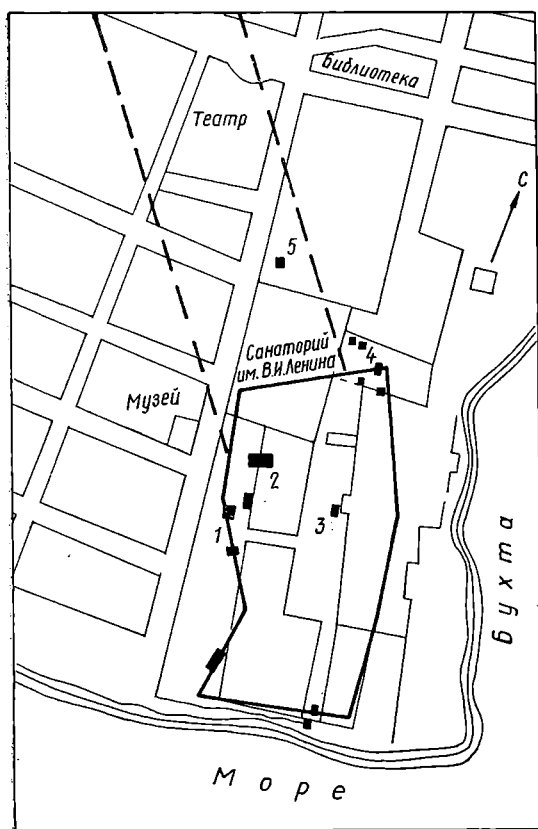 Библиотека
Театр
С
5
Санаторий
им. В.И.Ленина
4
Музей
2
1
3
Бухта
Море